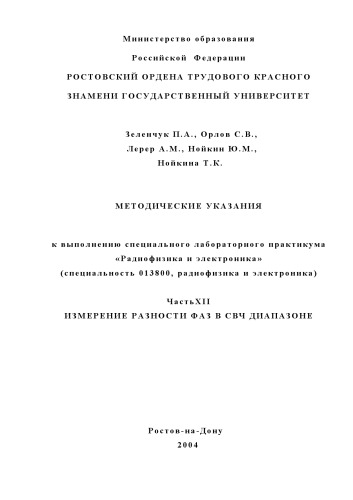 Министерство образования
Российской Федерации
РОСТОВСКИЙ ОРДЕНА ТРУДОВОГО КРАСНОГО
ЗНАМЕНИ ГОСУДАРСТВЕННЫЙ УНИВЕРСИТЕТ
Зеленчук П.А., Орлов С.В.,
Лерер А.М., Нойкин Ю.М.,
Нойкина Т.К.
МЕТОДИЧЕСКИЕ УКАЗАНИЯ
к выполнению специального лабораторного практикума
«Радиофизика и электроника»
(специальность 013800, радиофизика и электроника)
ЧастьXII
ИЗМЕРЕНИЕ РАЗНОСТИ ФАЗ В СВЧ ДИАПАЗОНЕ
Ростов-на-Дону
2004